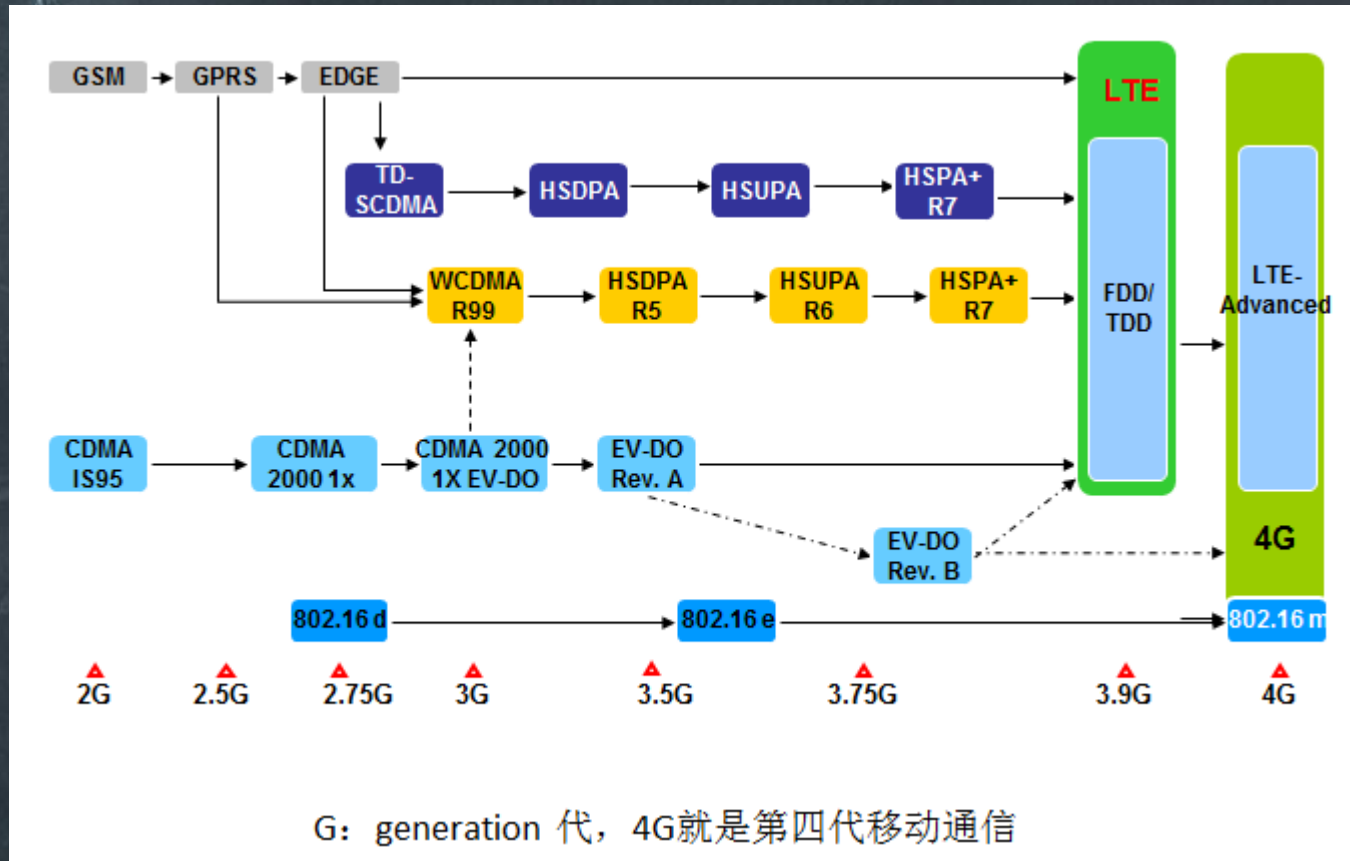 GSM
GPRS
EDGE
LTE
TD-
SCDMA
HSDPA
HSUPA
HSPA+
R7
WCDMA
R99
HSDPA
R5
HSUPA
R6
HSPA+
R7
FDD/
TDD
LTE-
Advanced
CDMA
IS95
CDMA
2000 1x
CDMA 2000
1X EV-DO
EV-DO
Rev. A
EV-DO
Rev. B
4G
802.16 d
802.16 e
802.16 m
2G
2.5G
2.75G
3G
3.5G
3.75G
3.9G
4G
G：generation 代，4G就是第四代移动通信